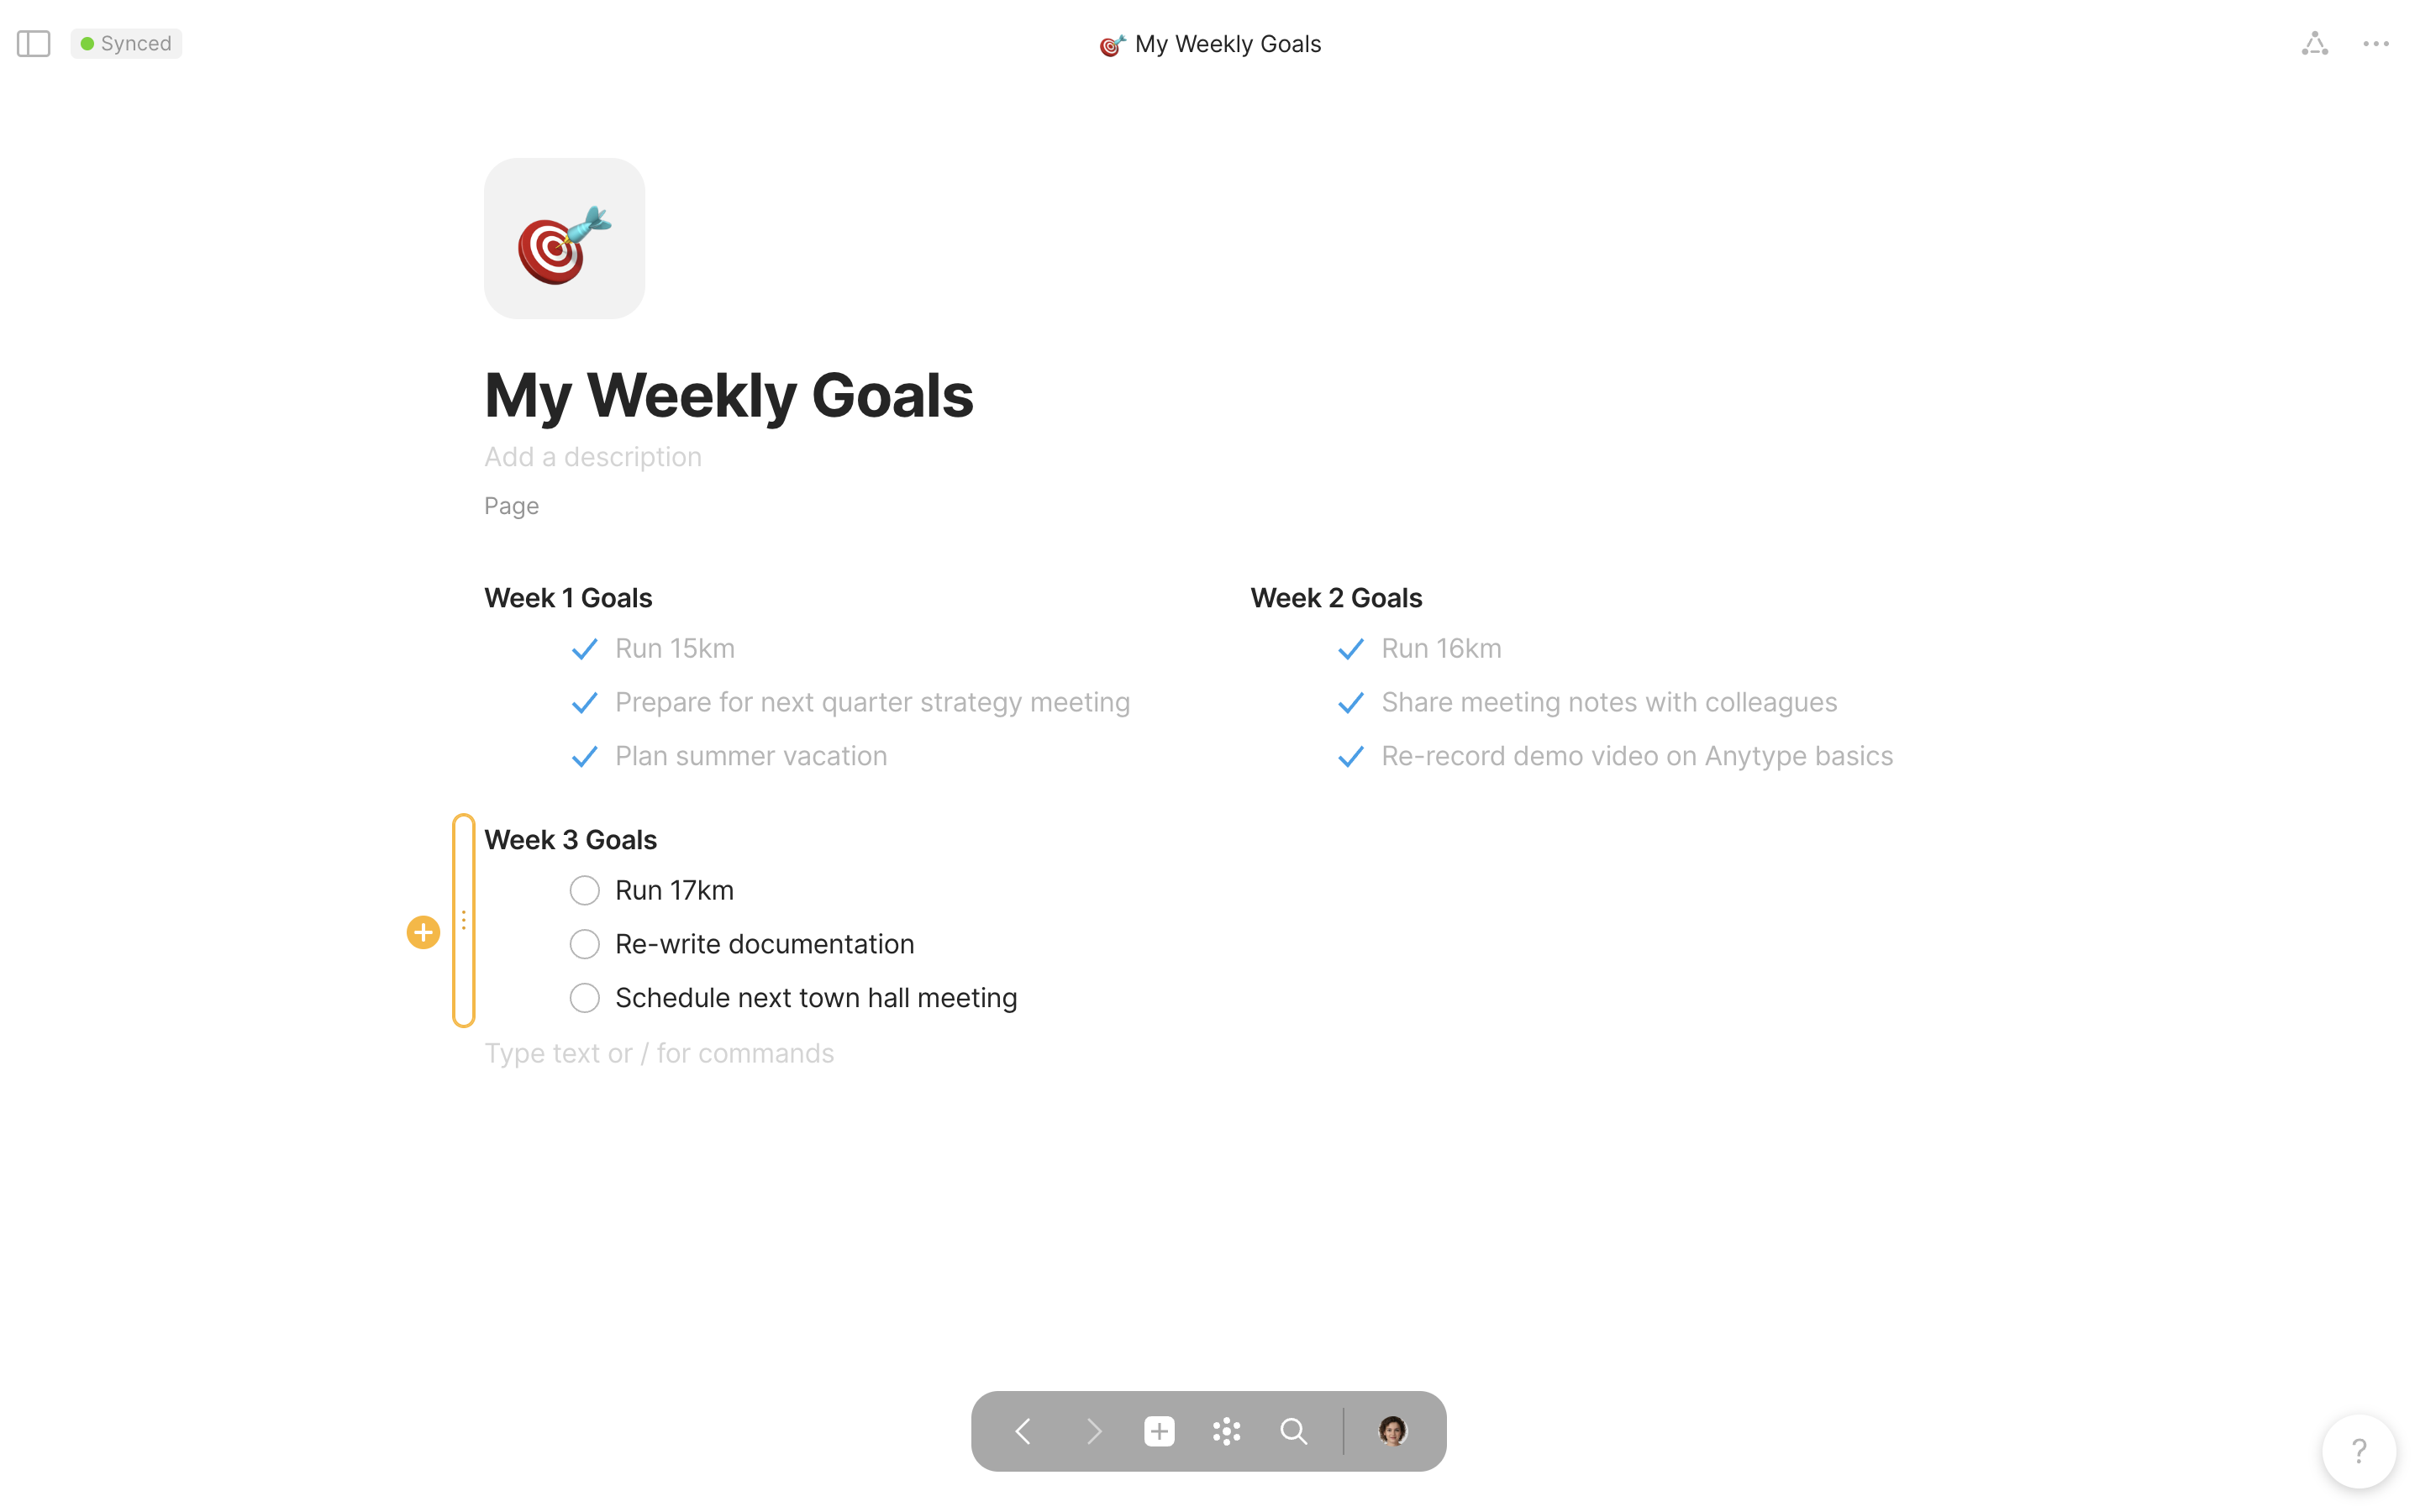 Synced
My Weekly Goals
My Weekly Goals
Add a description
Page
Week 1 Goals
Run 15km
Prepare for next quarter strategy meeting
Plan summer vacation
Week 2 Goals
Run 16km
Share meeting notes with colleagues
Re-record demo video on Anytype basics
Week 3 Goals
Run 17km
Re-write documentation
Schedule next town hall meeting
Type text or / for commands
?